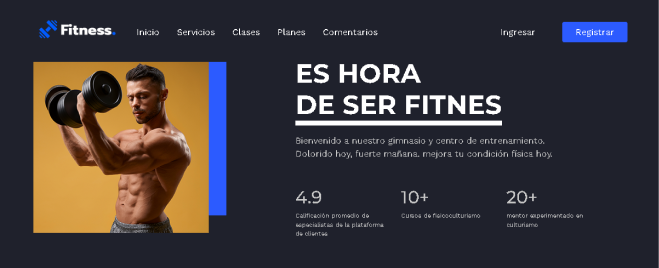 Fitness.
Inicio Servicios Clases Planes Comentarios Ingresar Registrar
ES HORA
DE SER FITNES
Bienvenido a nuestro gimnasio y centro de entrenamiento.
Dolorido hoy, fuerte mañana, mejora tu condición física hoy.
4.9 10+ 20+
Calificación promedio de
especialistas de la plataforma
de clientes
Cursos de fisicoculturismo
mentor experimentado en
culturismo